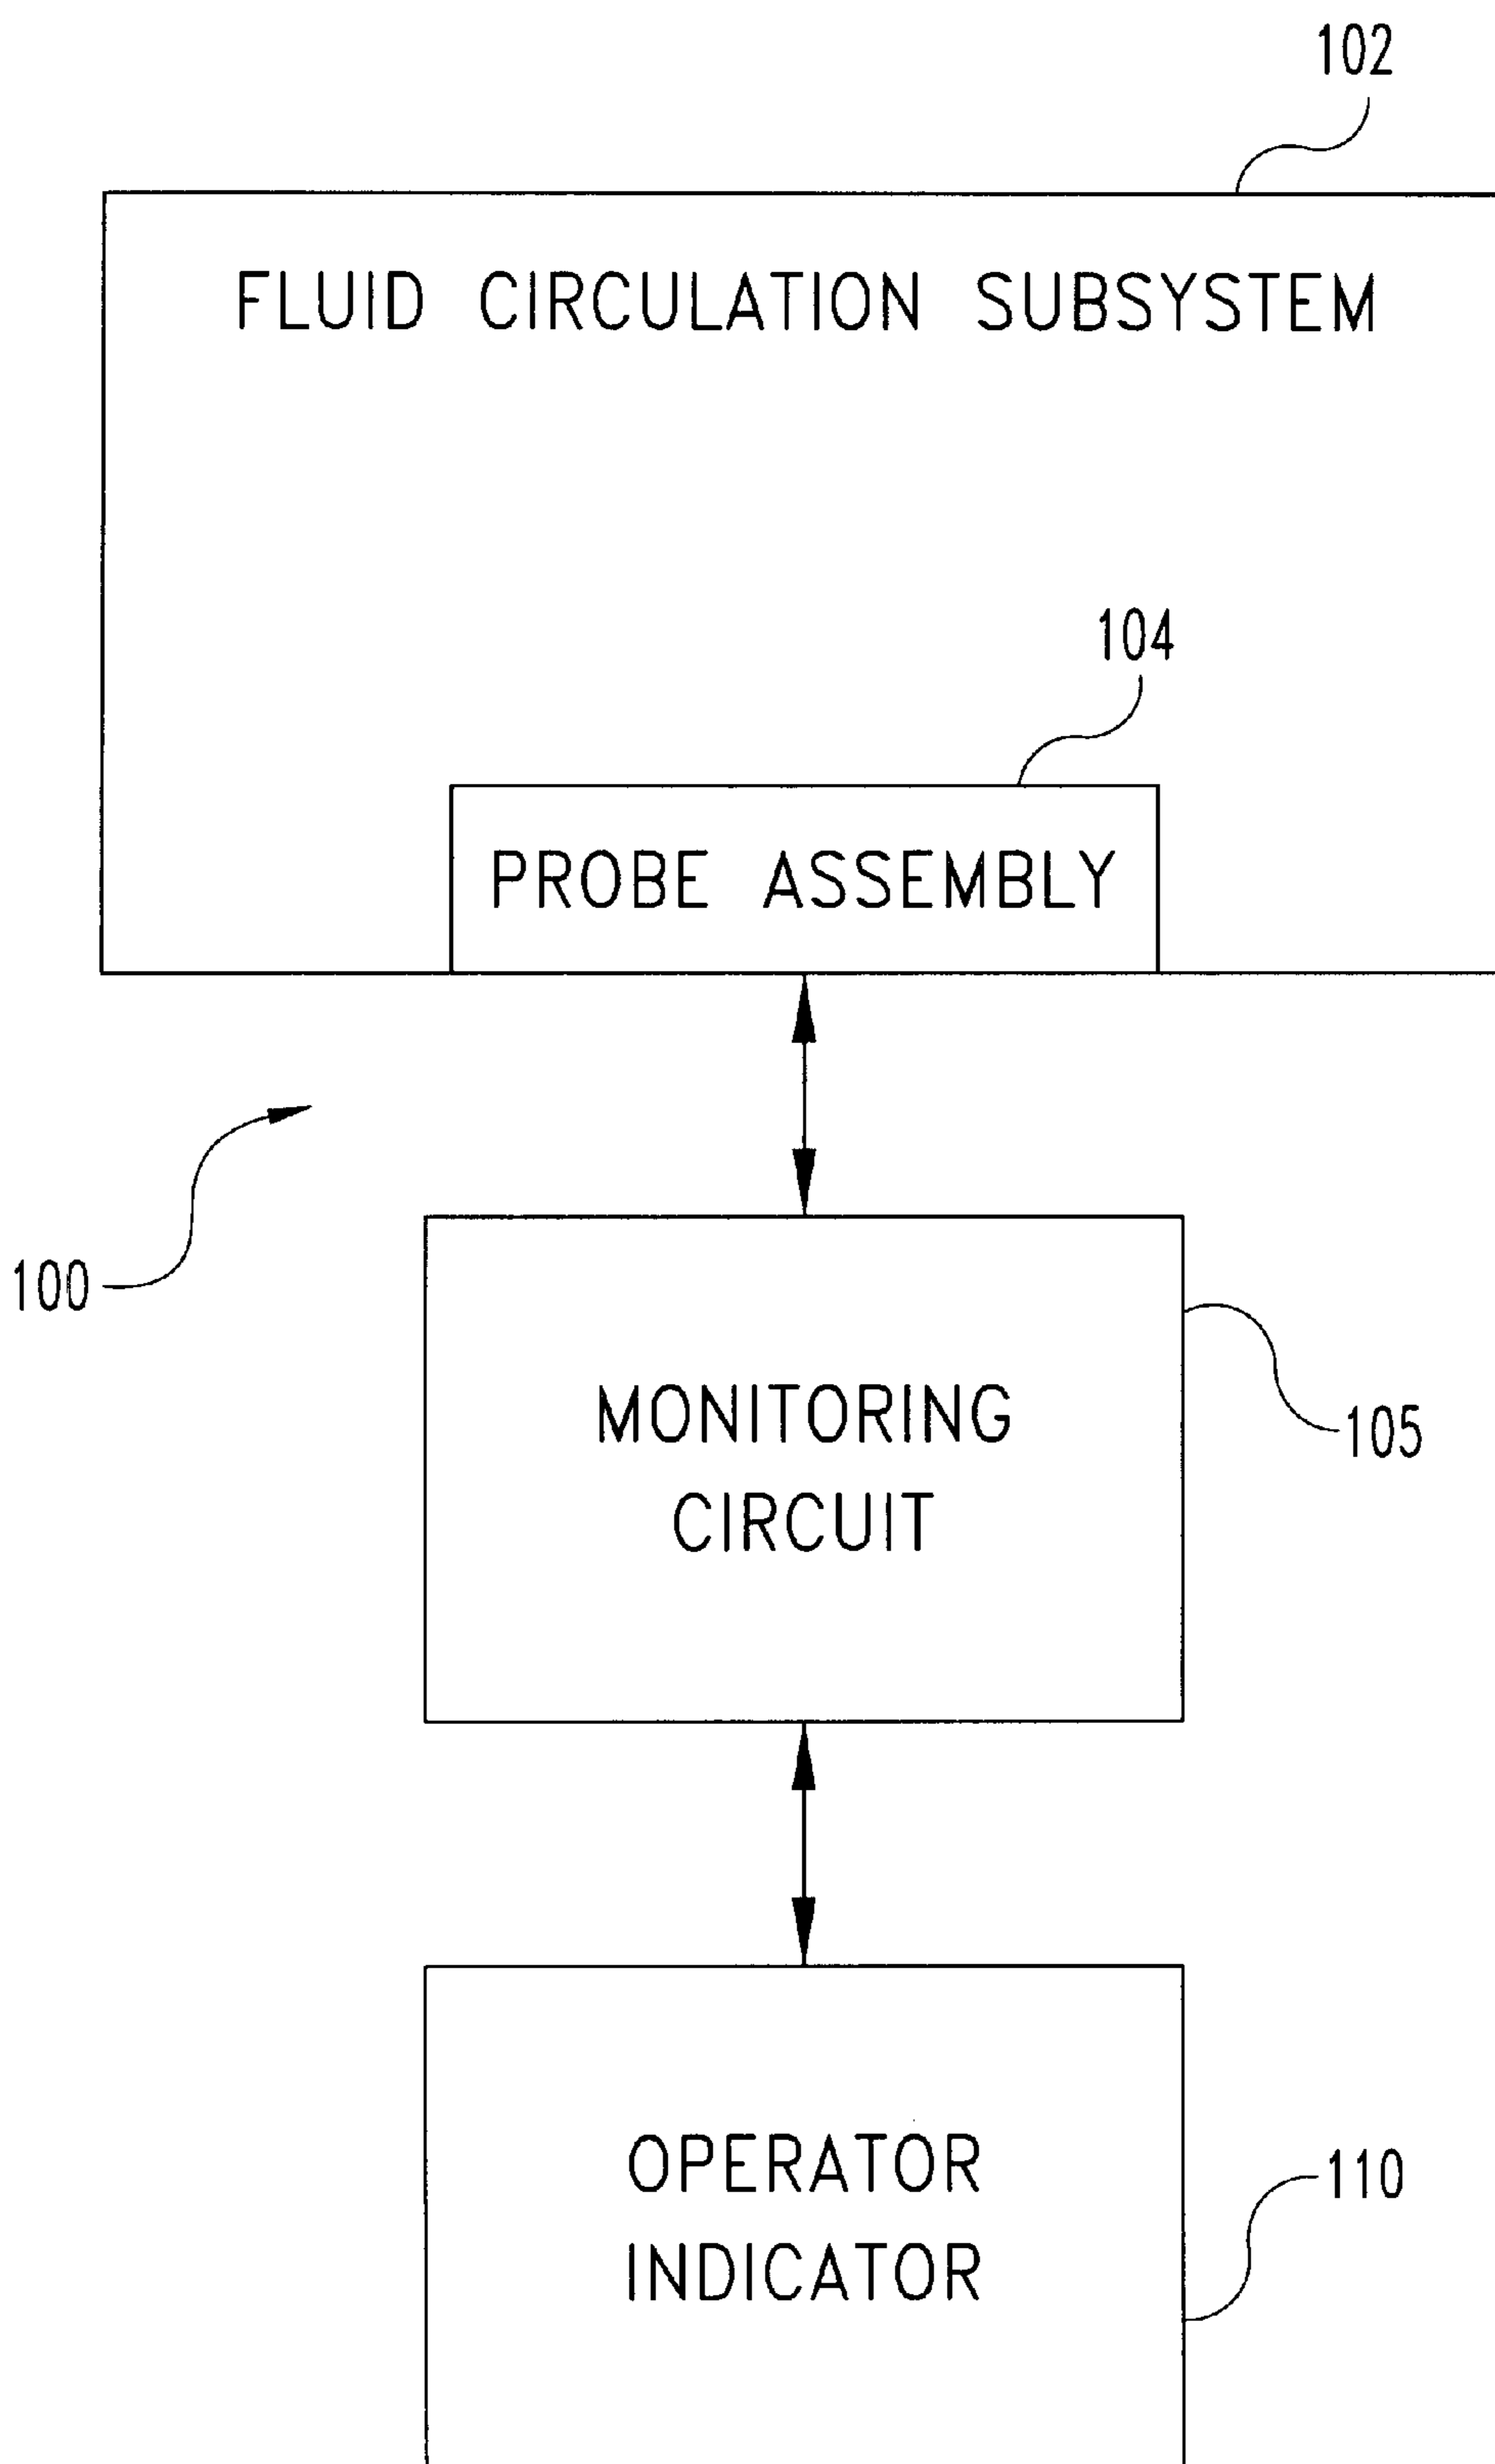 102
FLUID CIRCULATION SUBSYSTEM
104
PROBE ASSEMBLY
100
MONITORING
CIRCUIT
105
OPERATOR
INDICATOR
110